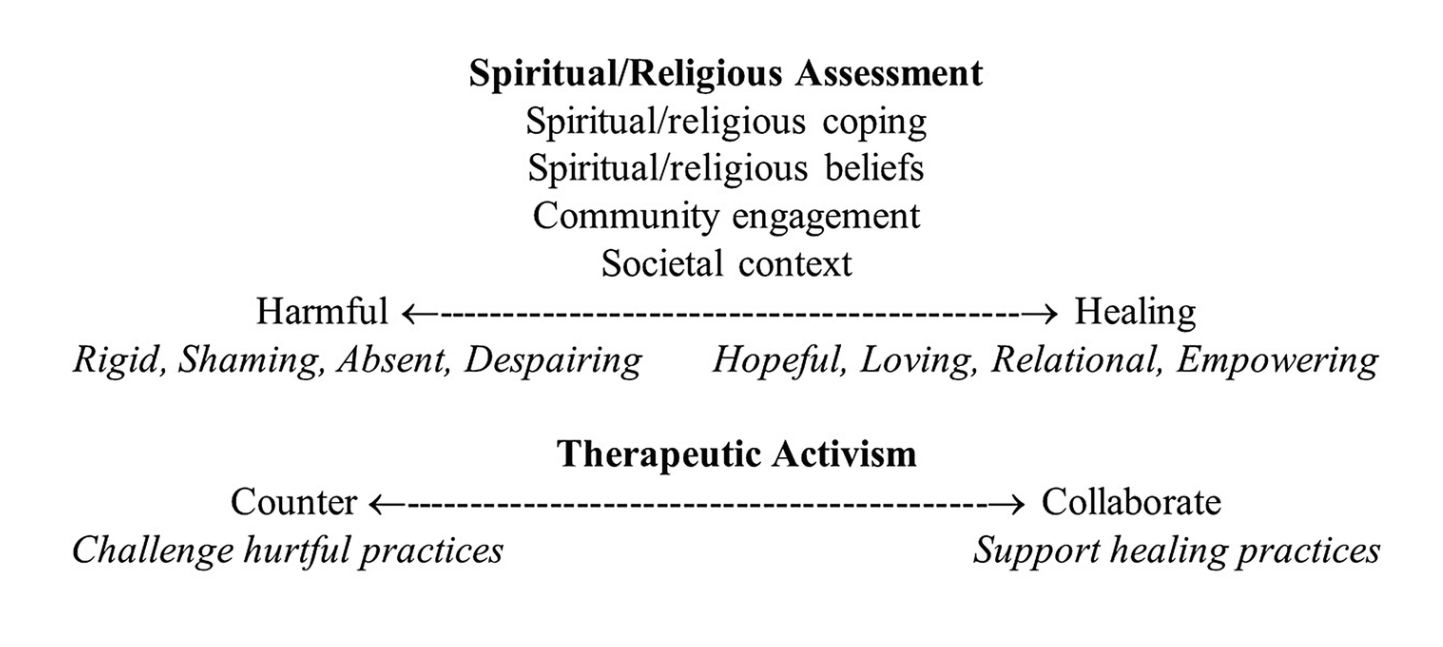 Spiritual/Religious Assessment
Spiritual/religious coping
Spiritual/religious beliefs
Community engagement
Societal context
Harmful ←----------------------------------------------→ Healing
Rigid, Shaming, Absent, Despairing Hopeful, Loving, Relational, Empowering
Therapeutic Activism
Counter ←----------------------------------------------→ Collaborate
Challenge hurtful practices Support healing practices